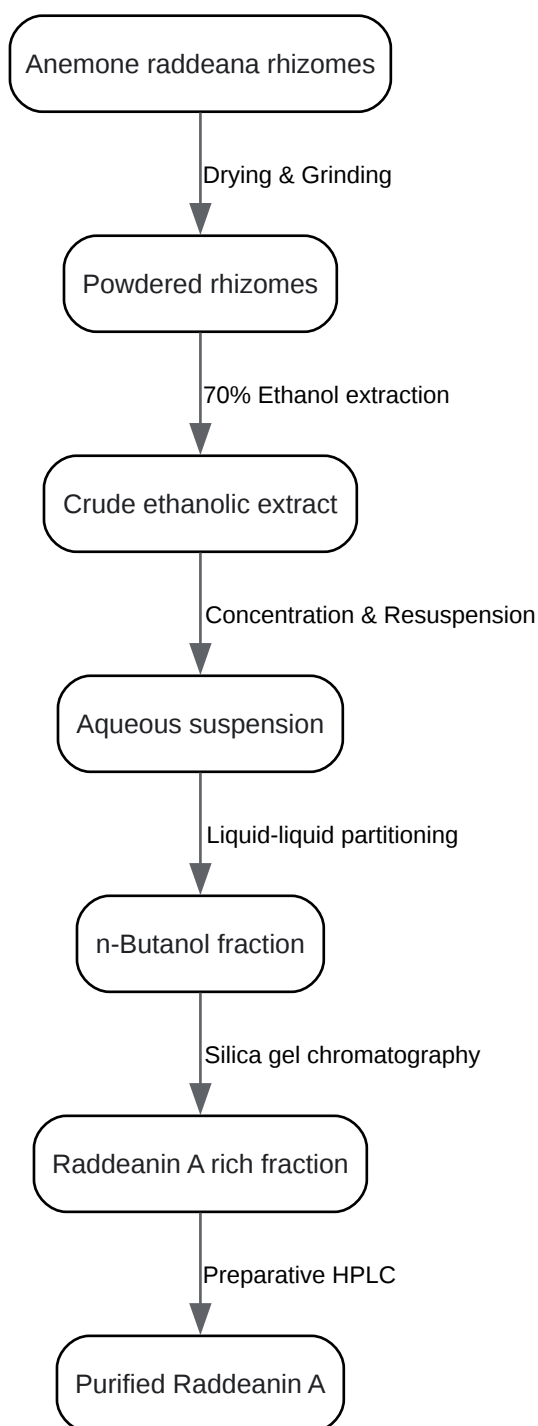 Anemone raddeana rhizomes
Drying & Grinding
Powdered rhizomes
70% Ethanol extraction
Crude ethanolic extract
Concentration & Resuspension
Aqueous suspension
Liquid-liquid partitioning
n-Butanol fraction
Silica gel chromatography
Raddeanin A rich fraction
Preparative HPLC
Purified Raddeanin A